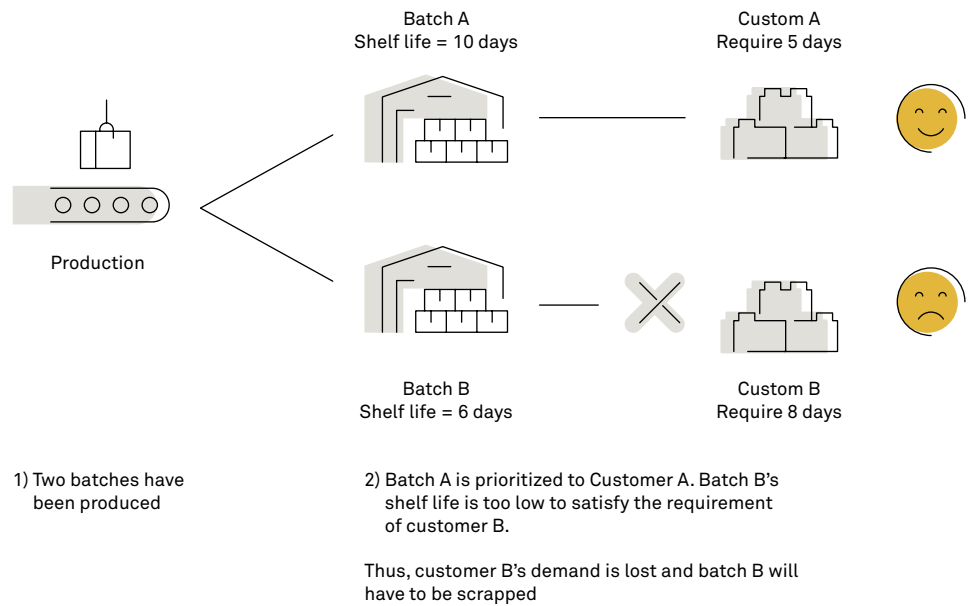 Batch A
Shelf life = 10 days
Custom A
Require 5 days
Production
Batch B
Shelf life = 6 days
Custom B
Require 8 days
1) Two batches have
been produced
2) Batch A is prioritized to Customer A. Batch B's
shelf life is too low to satisfy the requirement
of customer B.
Thus, customer B's demand is lost and batch B will
have to be scrapped